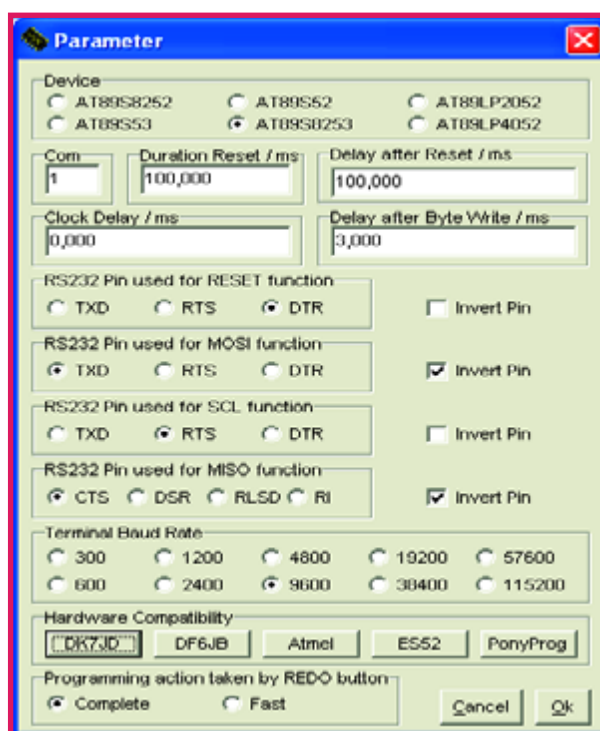 Parameter
Device
AT89S8252 AT89S52 AT89LP2052
AT89S53 AT89S8253 AT89LP4052
Com Duration Reset / ms Delay after Reset / ms
1 100,000 100,000
Clock Delay / ms Delay after Byte Write / ms
0,000 3,000
RS232 Pin used for RESET function
TXD RTS DTR Invert Pin
RS232 Pin used for MOSI function
TXD RTS DTR Invert Pin
RS232 Pin used for SCL function
TXD RTS DTR Invert Pin
RS232 Pin used for MISO function
CTS DSR RLSD RI Invert Pin
Terminal Baud Rate
300 1200 4800 19200 57600
600 2400 9600 38400 115200
Hardware Compatibility
DK7JD DF6JB Atmel ES52 PonyProg
Programming action taken by REDO button
Complete Fast Cancel Ok